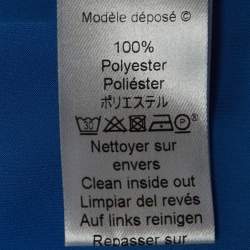 Modèle déposé ©
100%
Polyester
Poliéster
ポリエステル
30 P
Nettoyer sur
envers
Clean inside out
Limpiar del revés
Auf links reinigen
Repasser sur